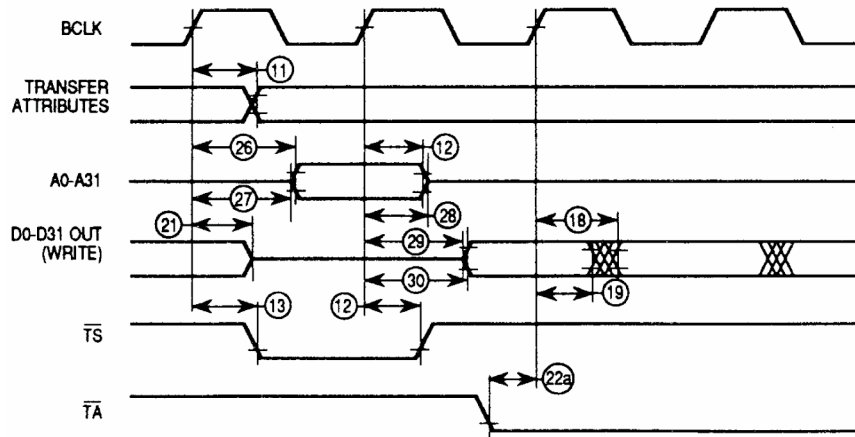 BCLK
11
TRANSFER
ATTRIBUTES
26
12
A0-A31
27
28
21
18
D0-D31 OUT
(WRITE)
29
30
19
13
12
TS
22a
TA